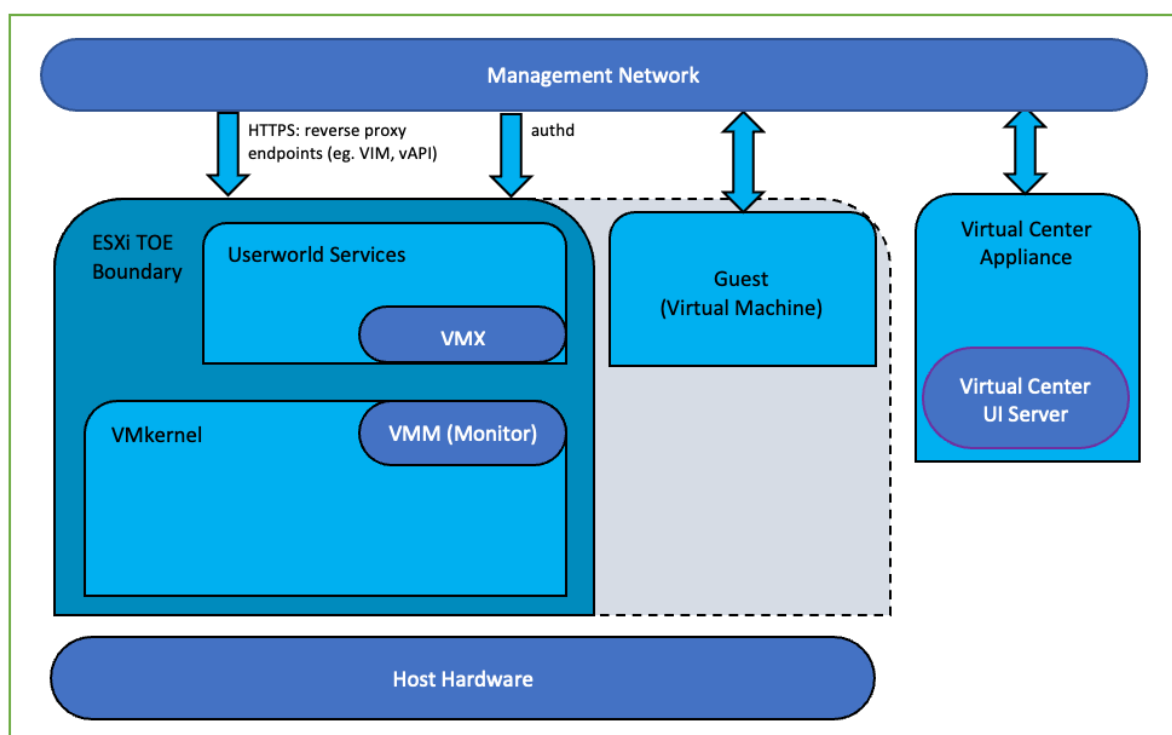 Management Network
HTTPS: reverse proxy
endpoints (eg. VIM, vAPI)
authd
ESXi TOE
Boundary
Userworld Services
VMX
VMkernel
VMM (Monitor)
Guest
(Virtual Machine)
Virtual Center
Appliance
Virtual Center
UI Server
Host Hardware